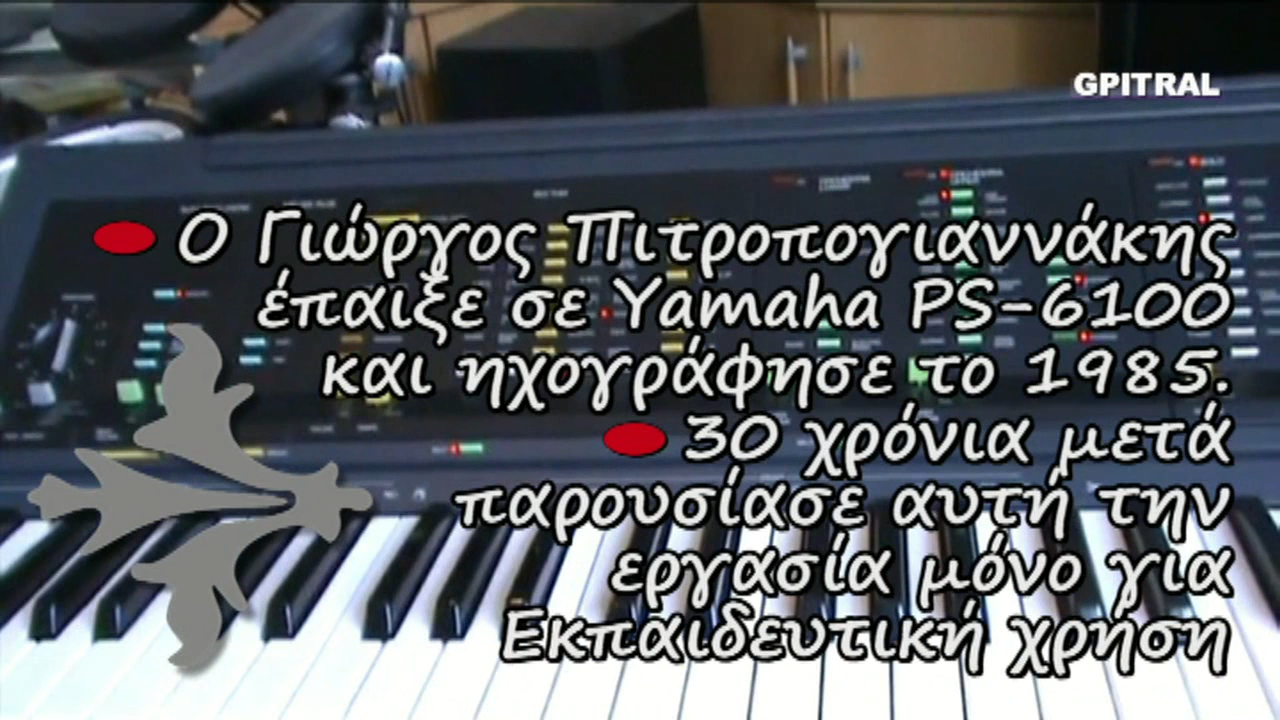 GPITRAL
Ο Γιώργος Πιτροπογιαννάκης
έπαιξε σε Yamaha PS-6100
και ηχογράφησε το 1985.
30 χρόνια μετά
παρουσίασε αυτή την
εργασία μόνο για
Εκπαιδευτική χρήση